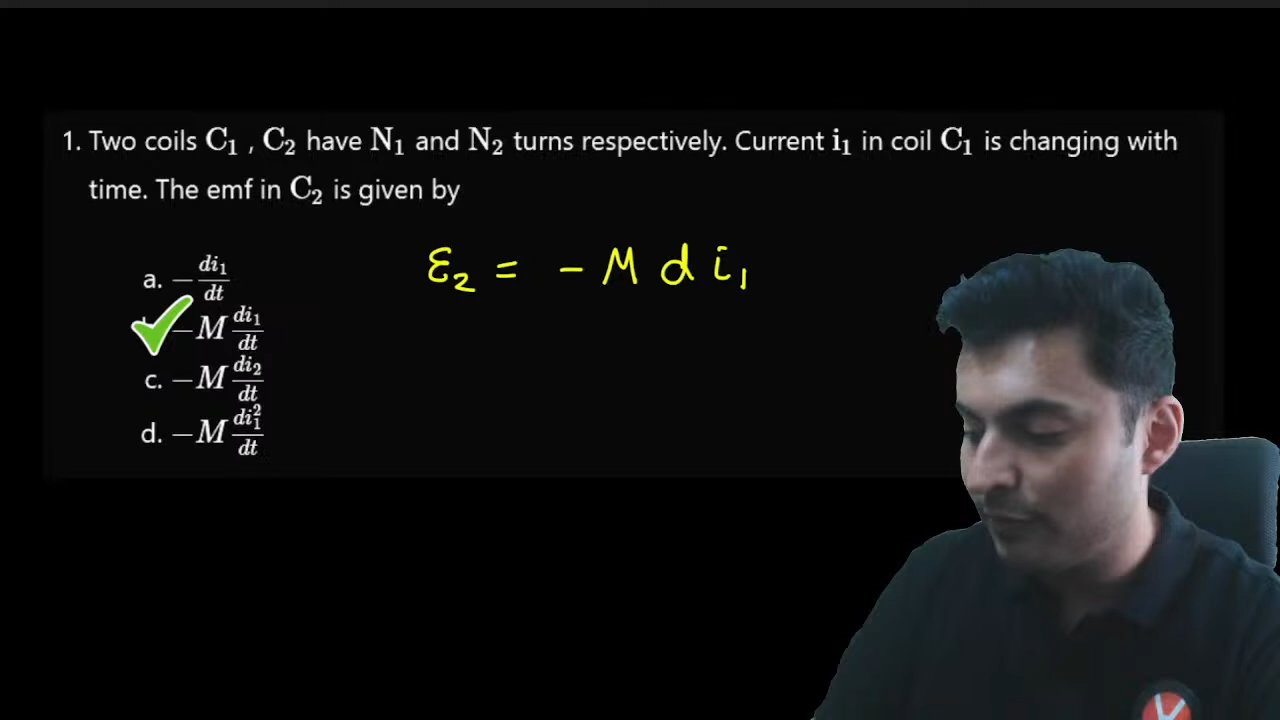 1. Two coils C₁ , C₂ have N₁ and N₂ turns respectively. Current i₁ in coil C₁ is changing with
time. The emf in C₂ is given by
a. −di₁/dt
−M di₁/dt
c. −M di₂/dt
d. −M di₁²/dt
ε₂ = − M d i₁